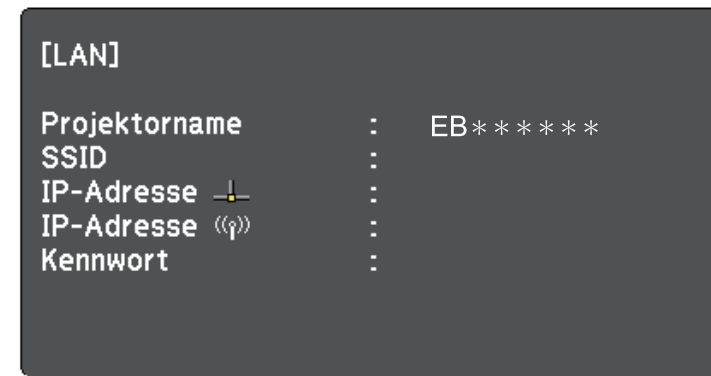 [LAN]
Projektorname : EB******
SSID :
IP-Adresse :
IP-Adresse :
Kennwort :